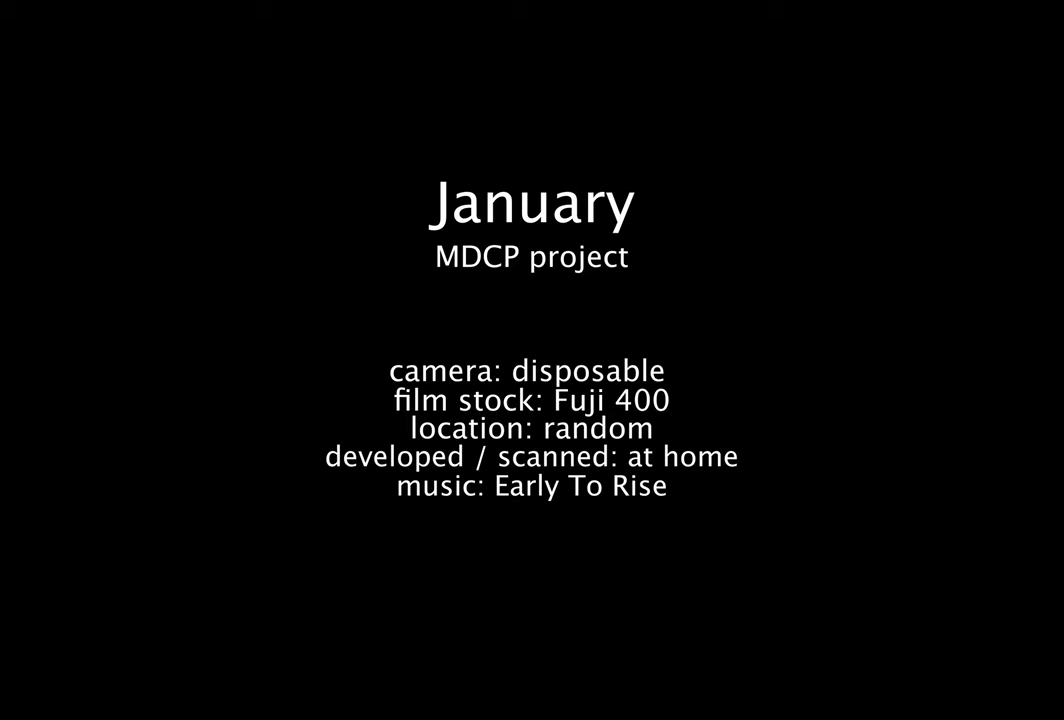 January
MDCP project
camera: disposable
film stock: Fuji 400
location: random
developed / scanned: at home
music: Early To Rise